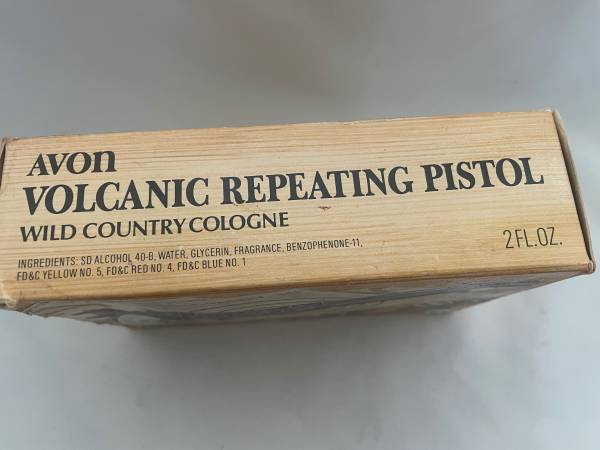 AVON
VOLCANIC REPEATING PISTOL
WILD COUNTRY COLOGNE
INGREDIENTS: SD ALCOHOL 40-B, WATER, GLYCERIN, FRAGRANCE, BENZOPHENONE-11,
FD&C YELLOW NO. 5, FD&C RED NO. 4, FD&C BLUE NO. 1
2 FL. OZ.